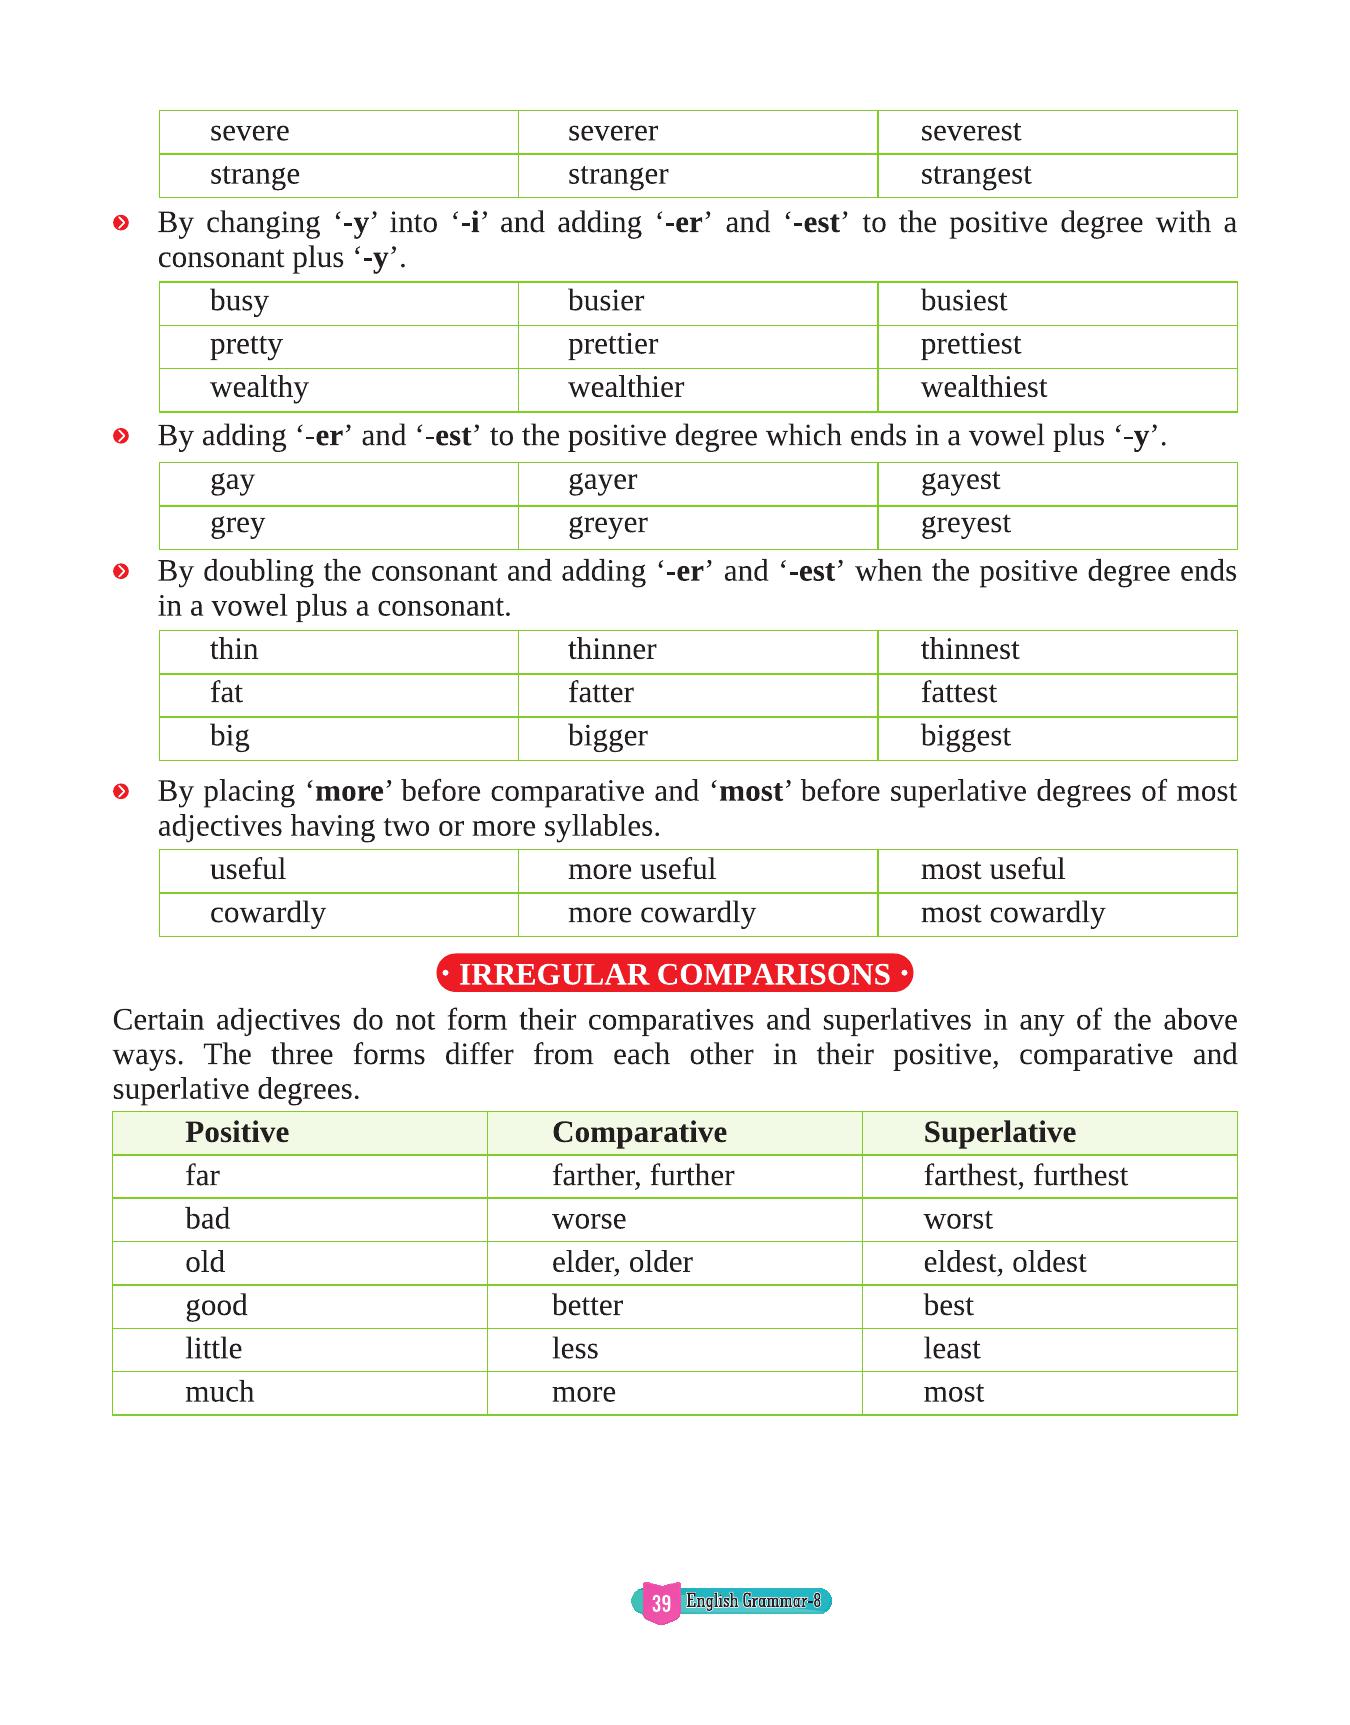 severe severer severest
strange stranger strangest
By changing ‘-y’ into ‘-i’ and adding ‘-er’ and ‘-est’ to the positive degree with a
consonant plus ‘-y’.
busy busier busiest
pretty prettier prettiest
wealthy wealthier wealthiest
By adding ‘-er’ and ‘-est’ to the positive degree which ends in a vowel plus ‘-y’.
gay gayer gayest
grey greyer greyest
By doubling the consonant and adding ‘-er’ and ‘-est’ when the positive degree ends
in a vowel plus a consonant.
thin thinner thinnest
fat fatter fattest
big bigger biggest
By placing ‘more’ before comparative and ‘most’ before superlative degrees of most
adjectives having two or more syllables.
useful more useful most useful
cowardly more cowardly most cowardly
• IRREGULAR COMPARISONS •
Certain adjectives do not form their comparatives and superlatives in any of the above
ways. The three forms differ from each other in their positive, comparative and
superlative degrees.
Positive Comparative Superlative
far farther, further farthest, furthest
bad worse worst
old elder, older eldest, oldest
good better best
little less least
much more most
39 English Grammar-8